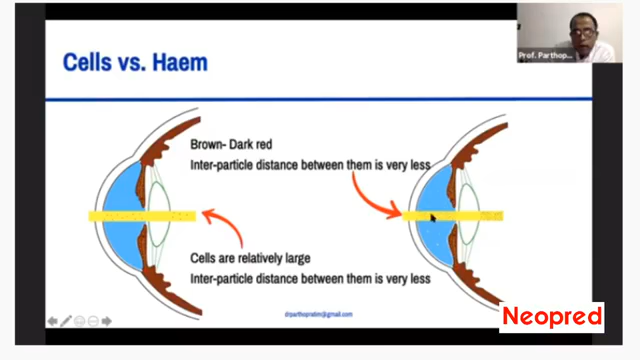 Prof. Parthop...
Cells vs. Haem
Brown- Dark red
Inter-particle distance between them is very less
Cells are relatively large
Inter-particle distance between them is very less
drparthopratim@gmail.com
Neopred